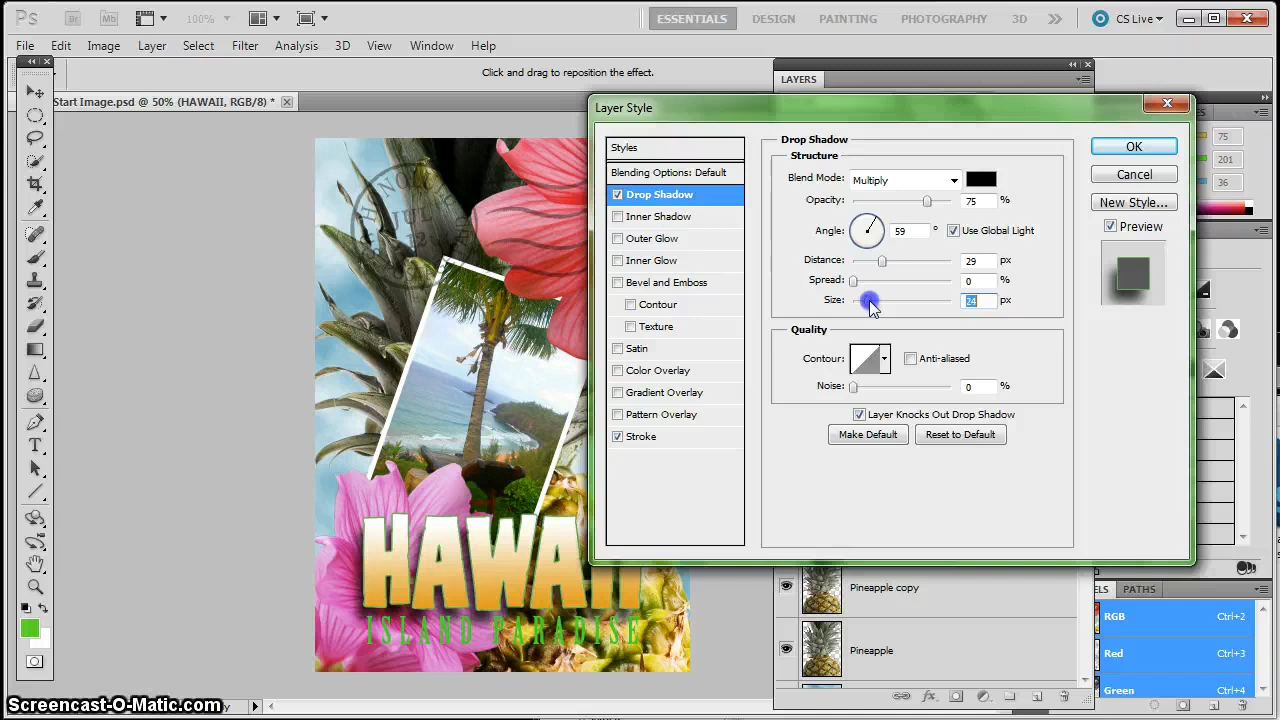 Ps Br Mb 100% ESSENTIALS DESIGN PAINTING PHOTOGRAPHY 3D CS Live
File Edit Image Layer Select Filter Analysis 3D View Window Help
Click and drag to reposition the effect.
LAYERS
Start Image.psd @ 50% (HAWAII, RGB/8) *
Layer Style
Styles
Blending Options: Default
Drop Shadow
Inner Shadow
Outer Glow
Inner Glow
Bevel and Emboss
Contour
Texture
Satin
Color Overlay
Gradient Overlay
Pattern Overlay
Stroke
Drop Shadow
Structure
Blend Mode: Multiply
Opacity: 75 %
Angle: 59 °
Use Global Light
Distance: 29 px
Spread: 0 %
Size: 24 px
Quality
Contour: Anti-aliased
Noise: 0 %
Layer Knocks Out Drop Shadow
Make Default Reset to Default
OK
Cancel
New Style...
Preview
75
201
36
HAWAII
ISLAND PARADISE
Pineapple copy
Pineapple
PATHS
RGB Ctrl+2
Red Ctrl+3
Green Ctrl+4
Screencast-O-Matic.com